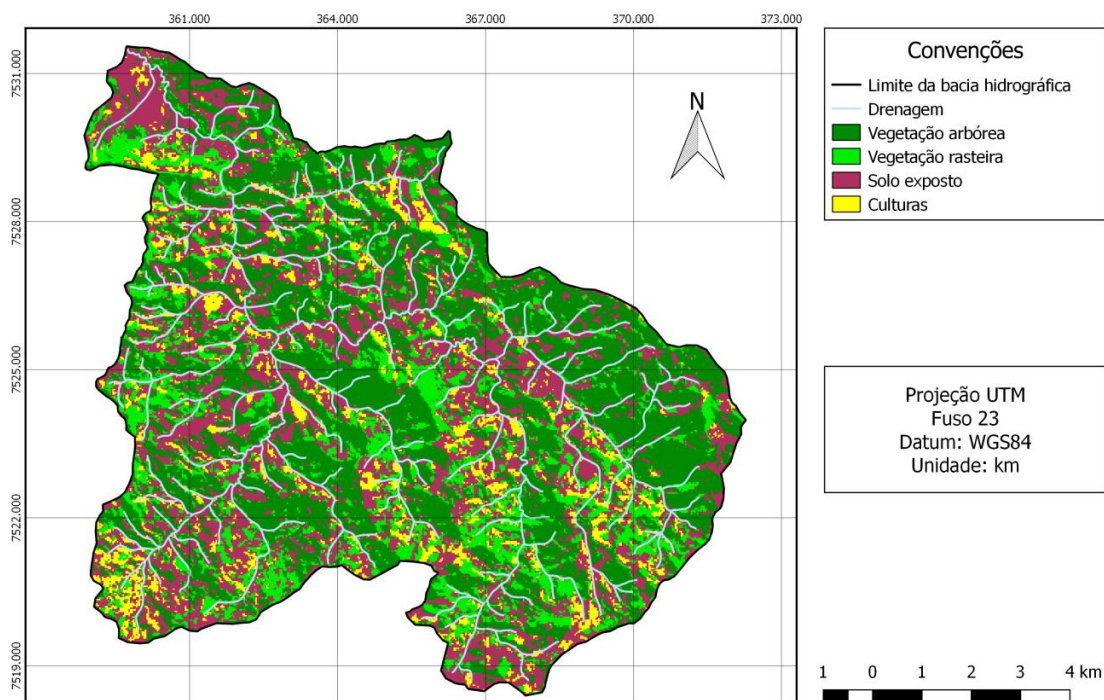 361.000 364.000 367.000 370.000 373.000
7531.000
7528.000
7525.000
7522.000
7519.000
N
Convenções
Limite da bacia hidrográfica
Drenagem
Vegetação arbórea
Vegetação rasteira
Solo exposto
Culturas
Projeção UTM
Fuso 23
Datum: WGS84
Unidade: km
1 0 1 2 3 4 km